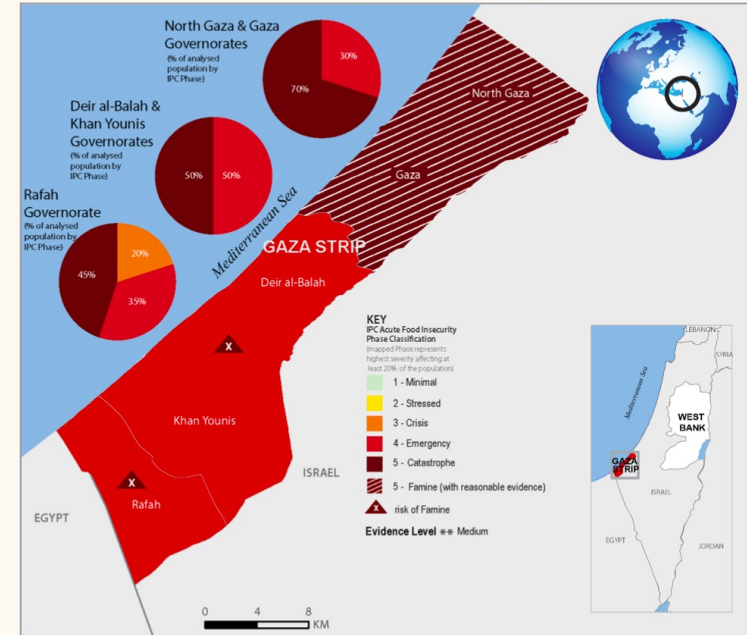 North Gaza & Gaza
Governorates
(% of analysed
population by
IPC Phase)
30%
70%
Deir al-Balah &
Khan Younis
Governorates
(% of analysed
population by
IPC Phase)
50%
50%
Rafah
Governorate
(% of analysed
population by
IPC Phase)
20%
45%
35%
North Gaza
Gaza
Mediterranean Sea
GAZA STRIP
Deir al-Balah
X
Khan Younis
X
Rafah
ISRAEL
EGYPT
0 4 8
KM
KEY
IPC Acute Food Insecurity
Phase Classification
(mapped Phase represents
highest severity affecting at
least 20% of the population)
1 - Minimal
2 - Stressed
3 - Crisis
4 - Emergency
5 - Catastrophe
5 - Famine (with reasonable evidence)
X
risk of Famine
Evidence Level ** Medium
LEBANON
SYRIA
Mediterranean Sea
WEST
BANK
GAZA
STRIP
ISRAEL
EGYPT
JORDAN